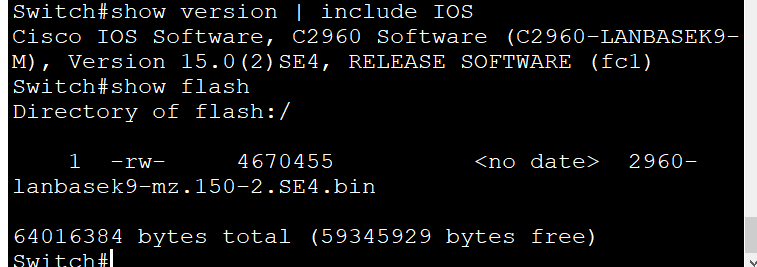 Switch#show version | include IOS
Cisco IOS Software, C2960 Software (C2960-LANBASEK9-
M), Version 15.0(2)SE4, RELEASE SOFTWARE (fc1)
Switch#show flash
Directory of flash:/
1 -rw- 4670455 <no date> 2960-
lanbasek9-mz.150-2.SE4.bin
64016384 bytes total (59345929 bytes free)
Switch#